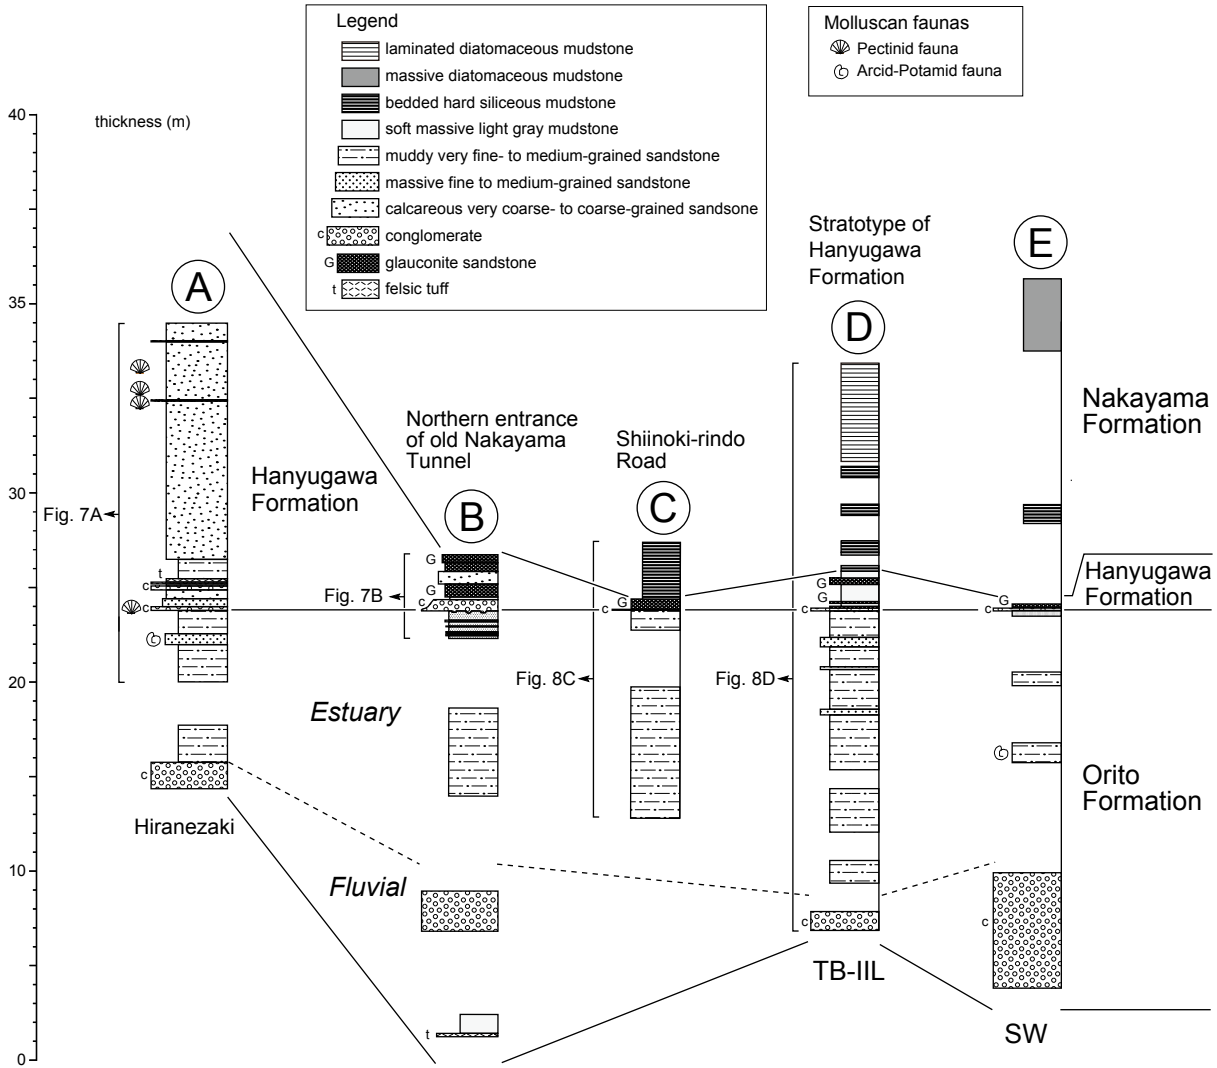 Legend
laminated diatomaceous mudstone
massive diatomaceous mudstone
bedded hard siliceous mudstone
soft massive light gray mudstone
muddy very fine- to medium-grained sandstone
massive fine to medium-grained sandstone
calcareous very coarse- to coarse-grained sandsone
c conglomerate
G glauconite sandstone
t felsic tuff
Molluscan faunas
Pectinid fauna
Arcid-Potamid fauna
40
thickness (m)
35
30
20
10
0
A
Fig. 7A
t
c
c
c
Hiranezaki
Hanyugawa
Formation
Northern entrance
of old Nakayama
Tunnel
B
G
Fig. 7B
G
c
t
Estuary
Fluvial
Shiinoki-rindo
Road
C
G
c
Fig. 8C
Stratotype of
Hanyugawa
Formation
D
G
G
c
Fig. 8D
c
TB-IIL
E
c
c
SW
G
Nakayama
Formation
Hanyugawa
Formation
Orito
Formation